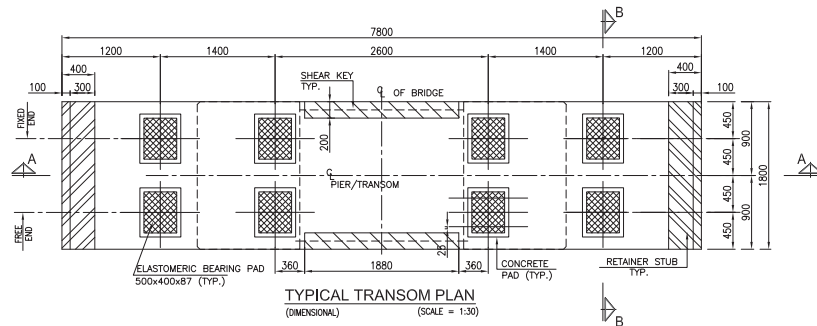 B
7800
1200 1400 2600 1400 1200
400 400
100 300 SHEAR KEY TYP. ℄ OF BRIDGE 300 100
FIXED END
200
450
450
900
1800
A A
℄ PIER/TRANSOM
450
450
900
FREE END
25
ELASTOMERIC BEARING PAD
500x400x87 (TYP.)
360 1880 360
CONCRETE
PAD (TYP.)
RETAINER STUB
TYP.
TYPICAL TRANSOM PLAN
(DIMENSIONAL) (SCALE = 1:30)
B